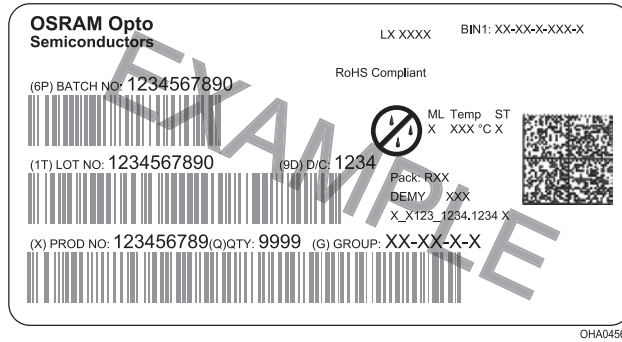 OSRAM Opto
Semiconductors
LX XXXX
BIN1: XX-XX-X-XXX-X
RoHS Compliant
(6P) BATCH NO: 1234567890
ML Temp ST
X XXX °C X
(1T) LOT NO: 1234567890 (9D) D/C: 1234
Pack: RXX
DEMY XXX
X_X123_1234.1234 X
(X) PROD NO: 123456789(Q)QTY: 9999 (G) GROUP: XX-XX-X-X
EXAMPLE
OHA0456